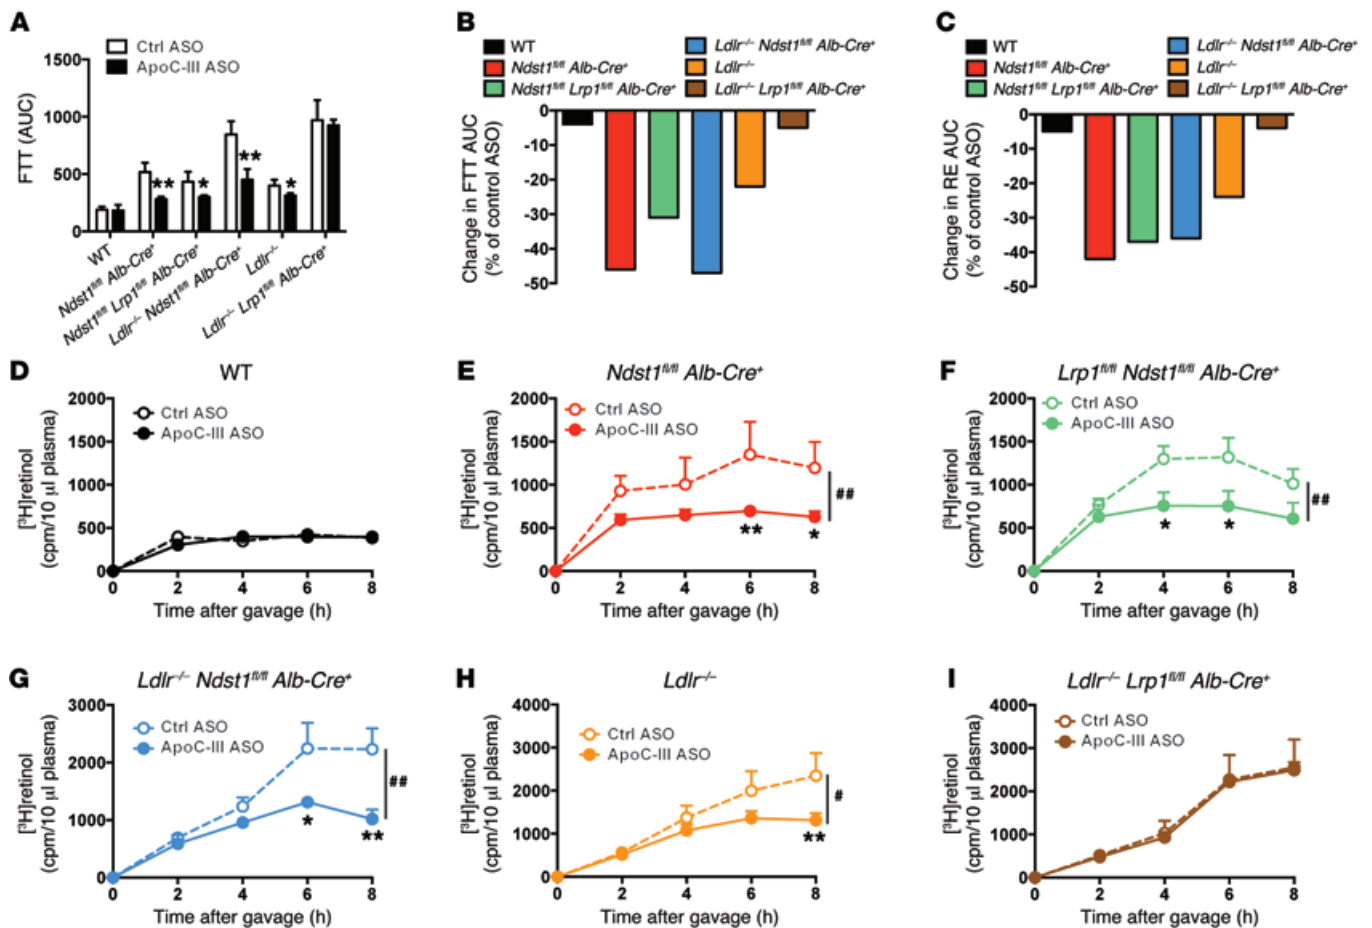 A
Ctrl ASO
ApoC-III ASO
FTT (AUC)
1500
1000
500
0
WT
Ndst1fl/fl Alb-Cre+
Ndst1fl/fl Lrp1fl/fl Alb-Cre+
Ldlr–/– Ndst1fl/fl Alb-Cre+
Ldlr–/–
Ldlr–/– Lrp1fl/fl Alb-Cre+
** * ** *
B
WT
Ndst1fl/fl Alb-Cre+
Ndst1fl/fl Lrp1fl/fl Alb-Cre+
Ldlr–/– Ndst1fl/fl Alb-Cre+
Ldlr–/–
Ldlr–/– Lrp1fl/fl Alb-Cre+
Change in FTT AUC
(% of control ASO)
0
-10
-20
-30
-40
-50
C
WT
Ndst1fl/fl Alb-Cre+
Ndst1fl/fl Lrp1fl/fl Alb-Cre+
Ldlr–/– Ndst1fl/fl Alb-Cre+
Ldlr–/–
Ldlr–/– Lrp1fl/fl Alb-Cre+
Change in RE AUC
(% of control ASO)
0
-10
-20
-30
-40
-50
D
WT
Ctrl ASO
ApoC-III ASO
[3H]retinol
(cpm/10 µl plasma)
2000
1500
1000
500
0
0 2 4 6 8
Time after gavage (h)
E
Ndst1fl/fl Alb-Cre+
Ctrl ASO
ApoC-III ASO
[3H]retinol
(cpm/10 µl plasma)
2000
1500
1000
500
0
##
** *
0 2 4 6 8
Time after gavage (h)
F
Lrp1fl/fl Ndst1fl/fl Alb-Cre+
Ctrl ASO
ApoC-III ASO
[3H]retinol
(cpm/10 µl plasma)
2000
1500
1000
500
0
##
* *
0 2 4 6 8
Time after gavage (h)
G
Ldlr–/– Ndst1fl/fl Alb-Cre+
Ctrl ASO
ApoC-III ASO
[3H]retinol
(cpm/10 µl plasma)
3000
2000
1000
0
##
* **
0 2 4 6 8
Time after gavage (h)
H
Ldlr–/–
Ctrl ASO
ApoC-III ASO
[3H]retinol
(cpm/10 µl plasma)
4000
3000
2000
1000
0
#
**
0 2 4 6 8
Time after gavage (h)
I
Ldlr–/– Lrp1fl/fl Alb-Cre+
Ctrl ASO
ApoC-III ASO
[3H]retinol
(cpm/10 µl plasma)
4000
3000
2000
1000
0
0 2 4 6 8
Time after gavage (h)